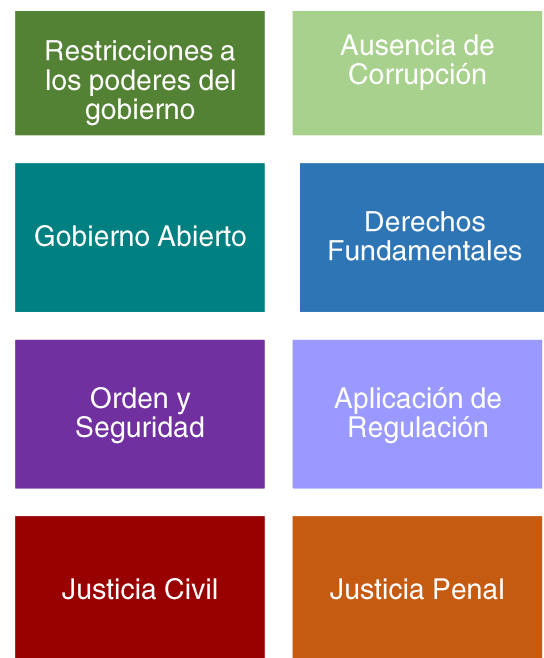 Restricciones a
los poderes del
gobierno
Ausencia de
Corrupción
Gobierno Abierto
Derechos
Fundamentales
Orden y
Seguridad
Aplicación de
Regulación
Justicia Civil
Justicia Penal